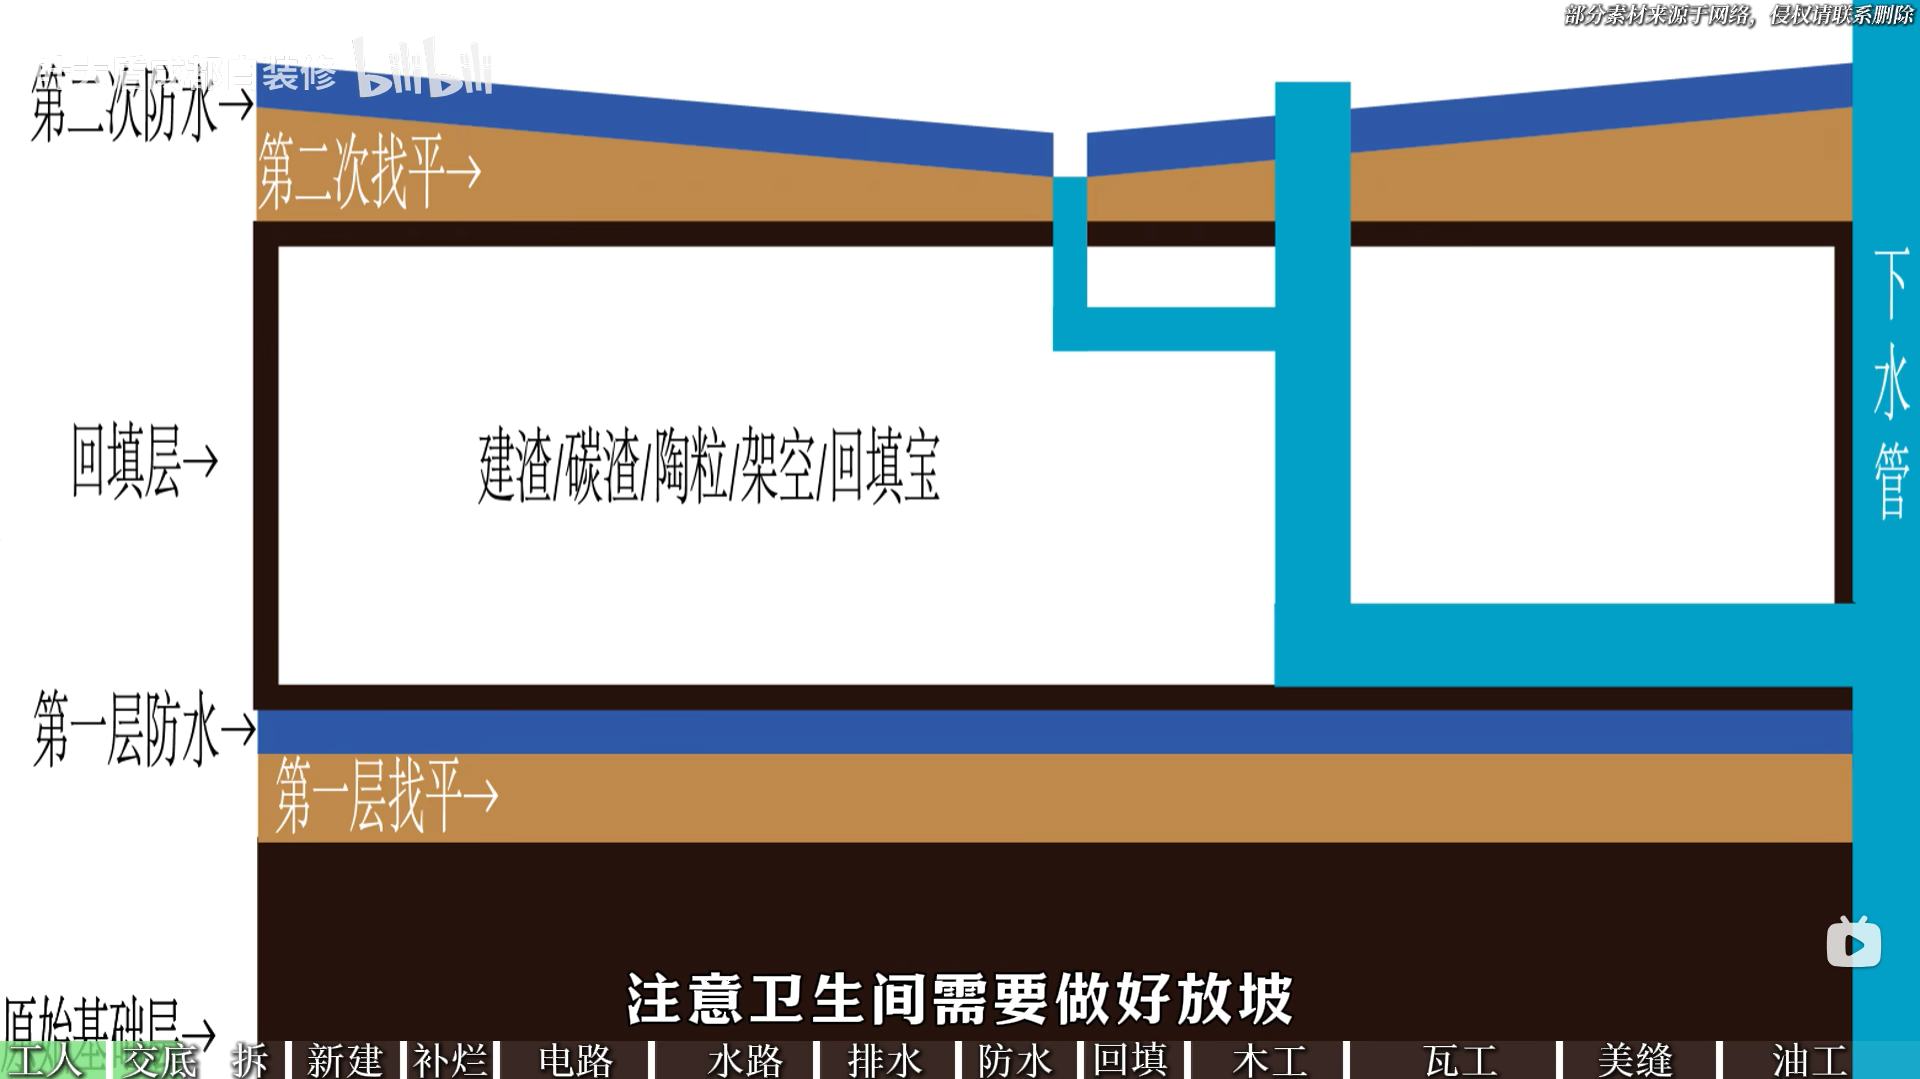 部分素材来源于网络，侵权请联系删除
bilibili
第二次防水→
第二次找平→
下水管
回填层→
建渣/碳渣/陶粒/架空/回填宝
第一层防水→
第一层找平→
原始基础层→
注意卫生间需要做好放坡
工人 交底 拆 新建 补烂 电路 水路 排水 防水 回填 木工 瓦工 美缝 油工